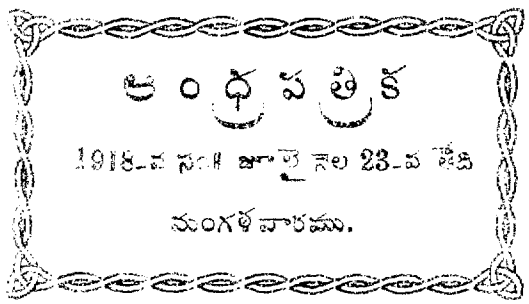 ఆంధ్రపత్రిక
1918-వ సం॥ జూలై నెల 23-వ తేది
మంగళవారము.